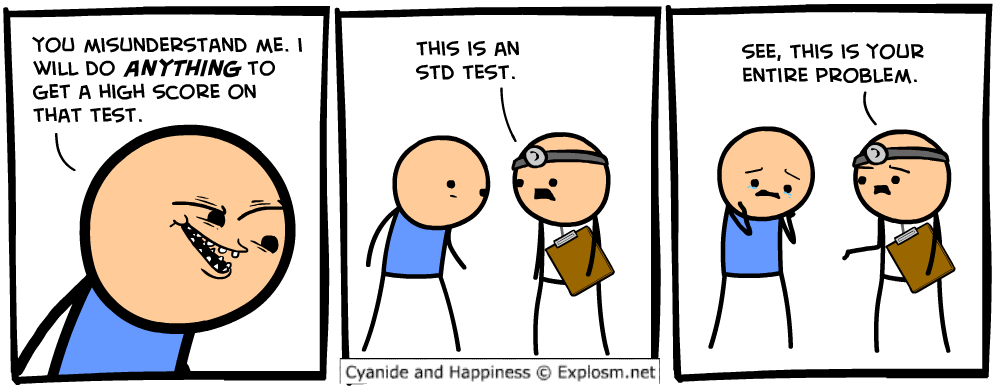 YOU MISUNDERSTAND ME. I
WILL DO ANYTHING TO
GET A HIGH SCORE ON
THAT TEST.
THIS IS AN
STD TEST.
SEE, THIS IS YOUR
ENTIRE PROBLEM.
Cyanide and Happiness © Explosm.net